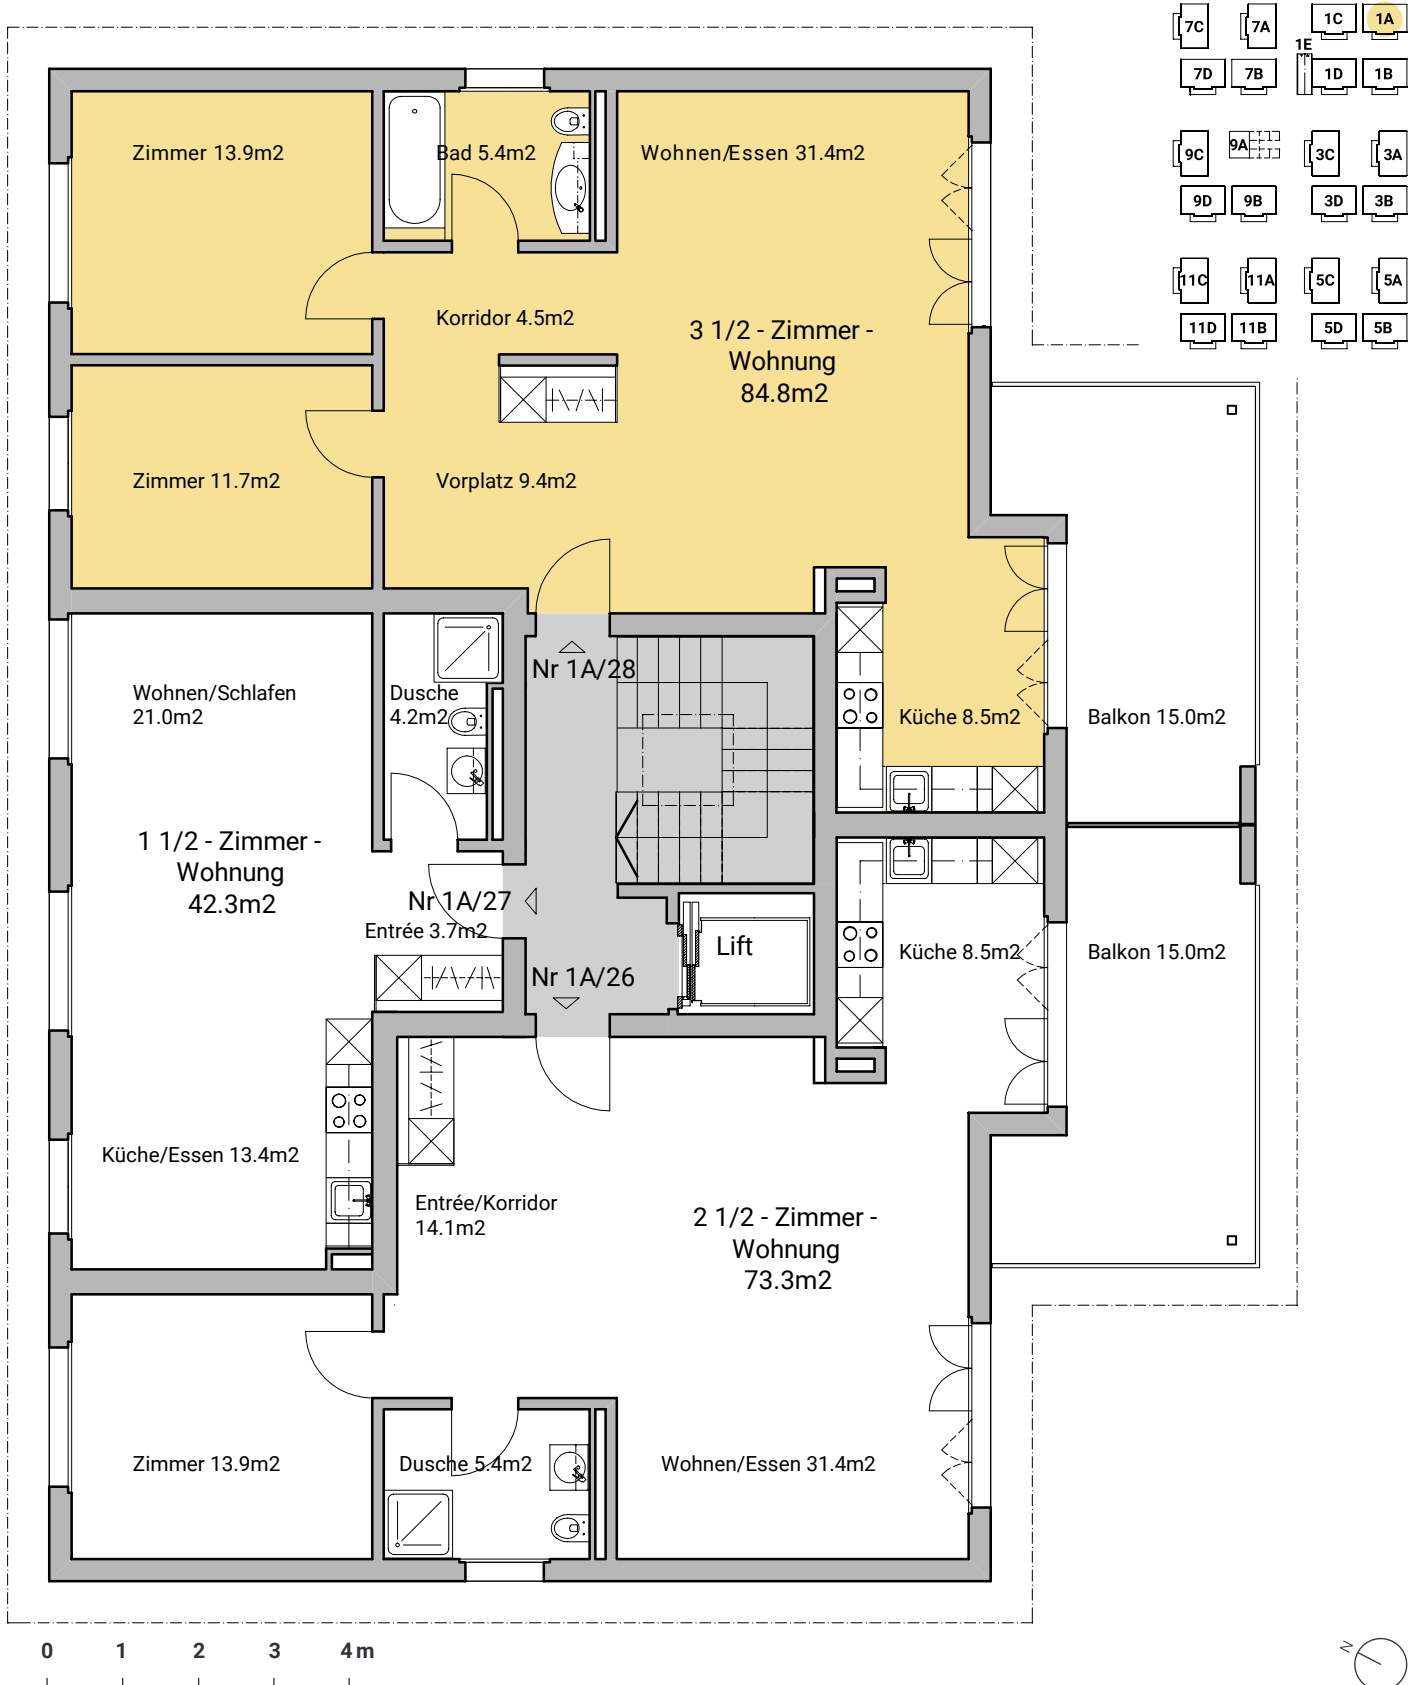 7C
7A
1C
1A
1E
7D
7B
1D
1B
9C
9A
3C
3A
9D
9B
3D
3B
11C
11A
5C
5A
11D
11B
5D
5B
Zimmer 13.9m2
Bad 5.4m2
Wohnen/Essen 31.4m2
Korridor 4.5m2
3 1/2 - Zimmer -
Wohnung
84.8m2
Zimmer 11.7m2
Vorplatz 9.4m2
Nr 1A/28
Wohnen/Schlafen
21.0m2
Dusche
4.2m2
Küche 8.5m2
Balkon 15.0m2
1 1/2 - Zimmer -
Wohnung
42.3m2
Nr 1A/27
Entrée 3.7m2
Nr 1A/26
Lift
Küche 8.5m2
Balkon 15.0m2
Küche/Essen 13.4m2
Entrée/Korridor
14.1m2
2 1/2 - Zimmer -
Wohnung
73.3m2
Zimmer 13.9m2
Dusche 5.4m2
Wohnen/Essen 31.4m2
0 1 2 3 4 m
N